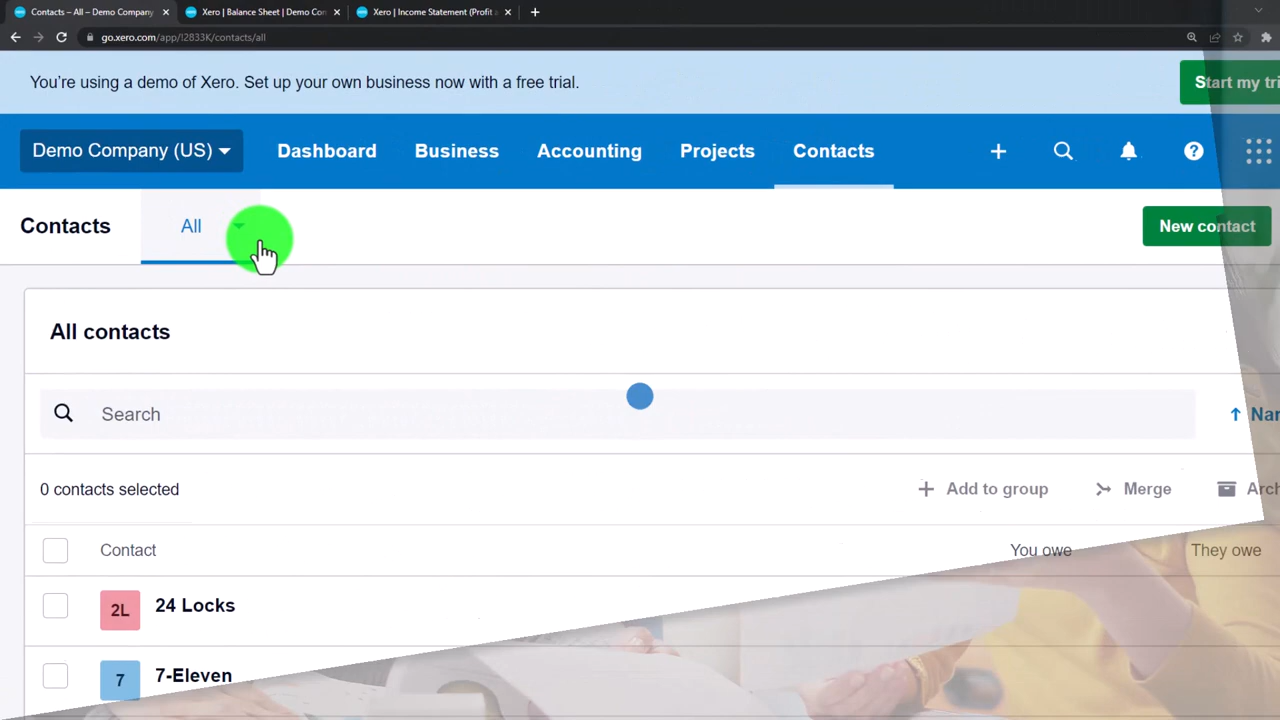 Contacts – All – Demo Company
Xero | Balance Sheet | Demo Con
Xero | Income Statement (Profit a
go.xero.com/app/!2833K/contacts/all
You're using a demo of Xero. Set up your own business now with a free trial.
Start my tri
Demo Company (US)
Dashboard
Business
Accounting
Projects
Contacts
Contacts
All
New contact
All contacts
Search
Nar
0 contacts selected
Add to group
Merge
Arch
Contact
You owe
They owe
2L
24 Locks
7
7-Eleven